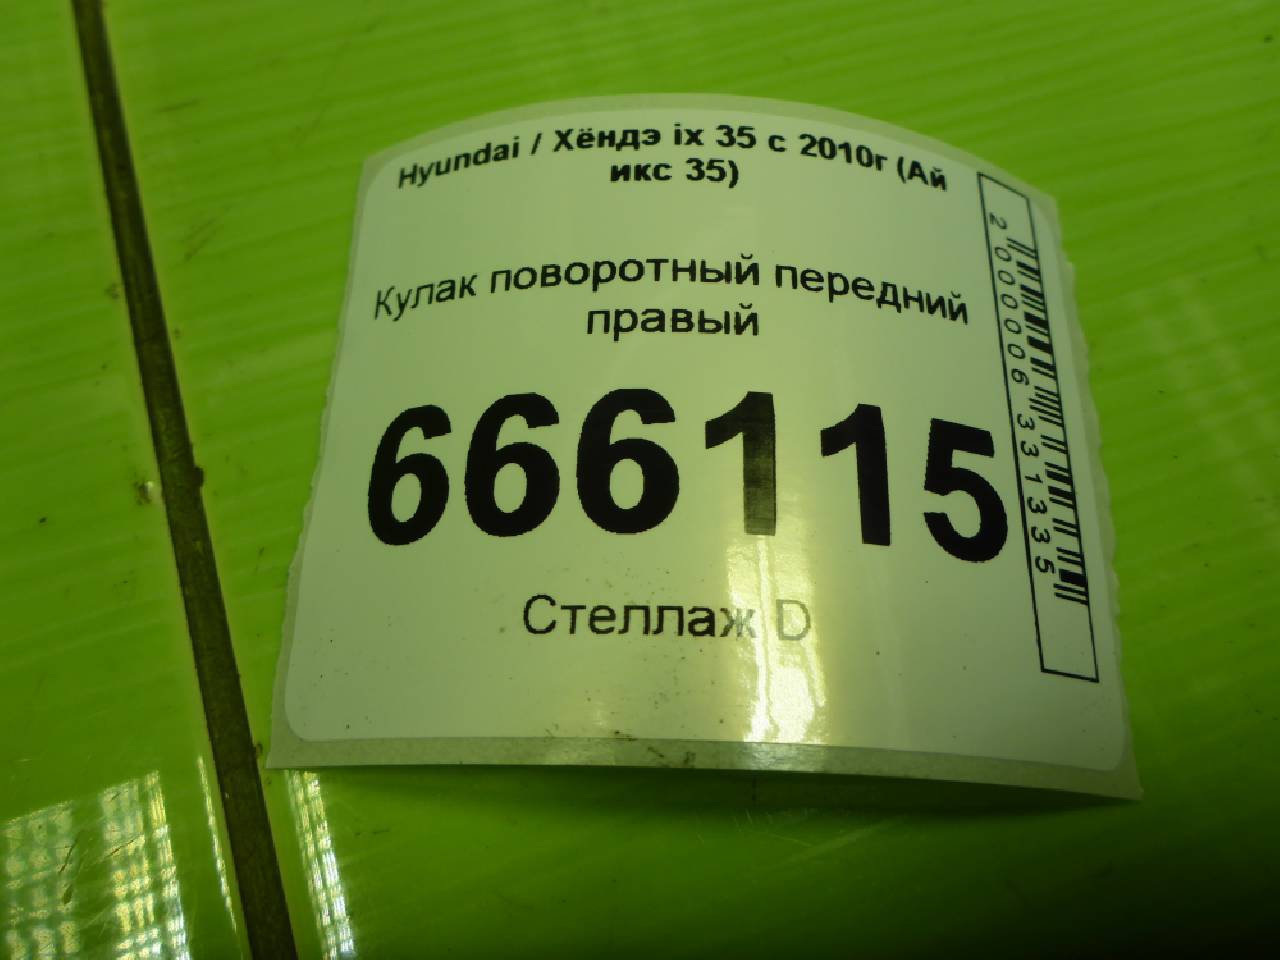 Hyundai / Хёндэ ix 35 с 2010г (Ай
икс 35)
Кулак поворотный передний
правый
666115
Стеллаж D
2000006331335